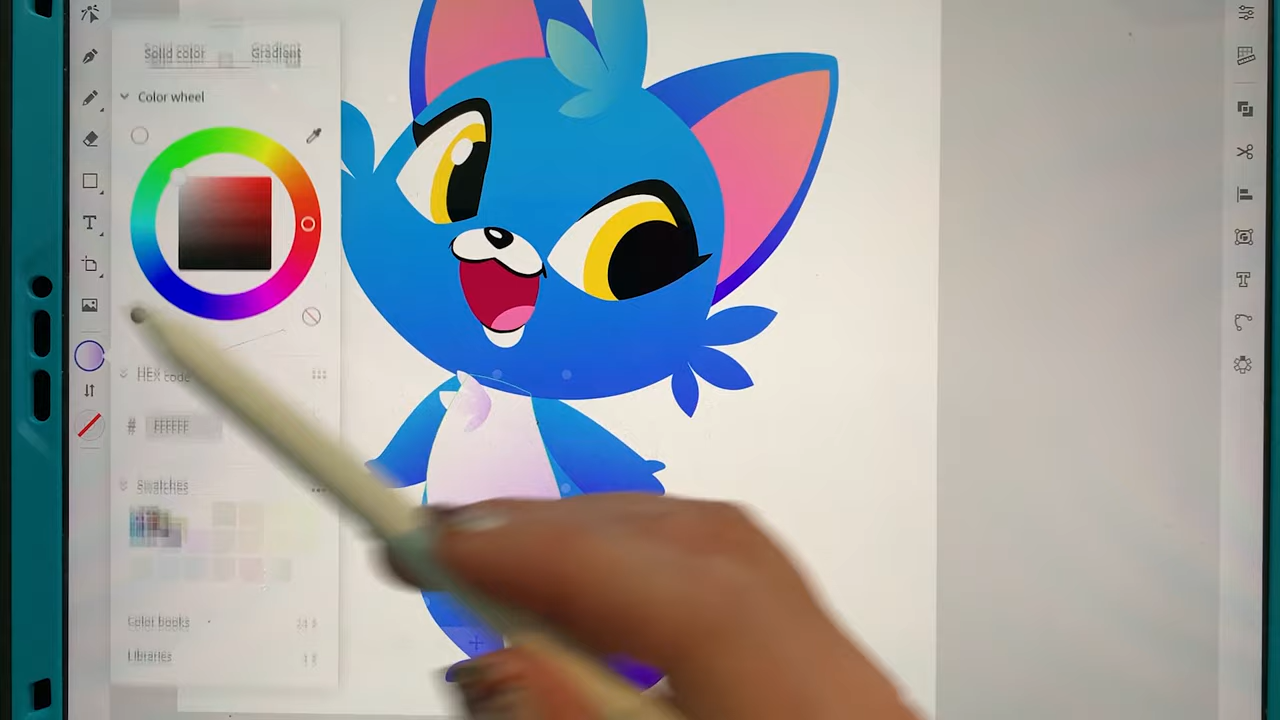 Solid color Gradient
Color wheel
HEX code
# FFFFFF
Swatches
Color books
Libraries
T
T